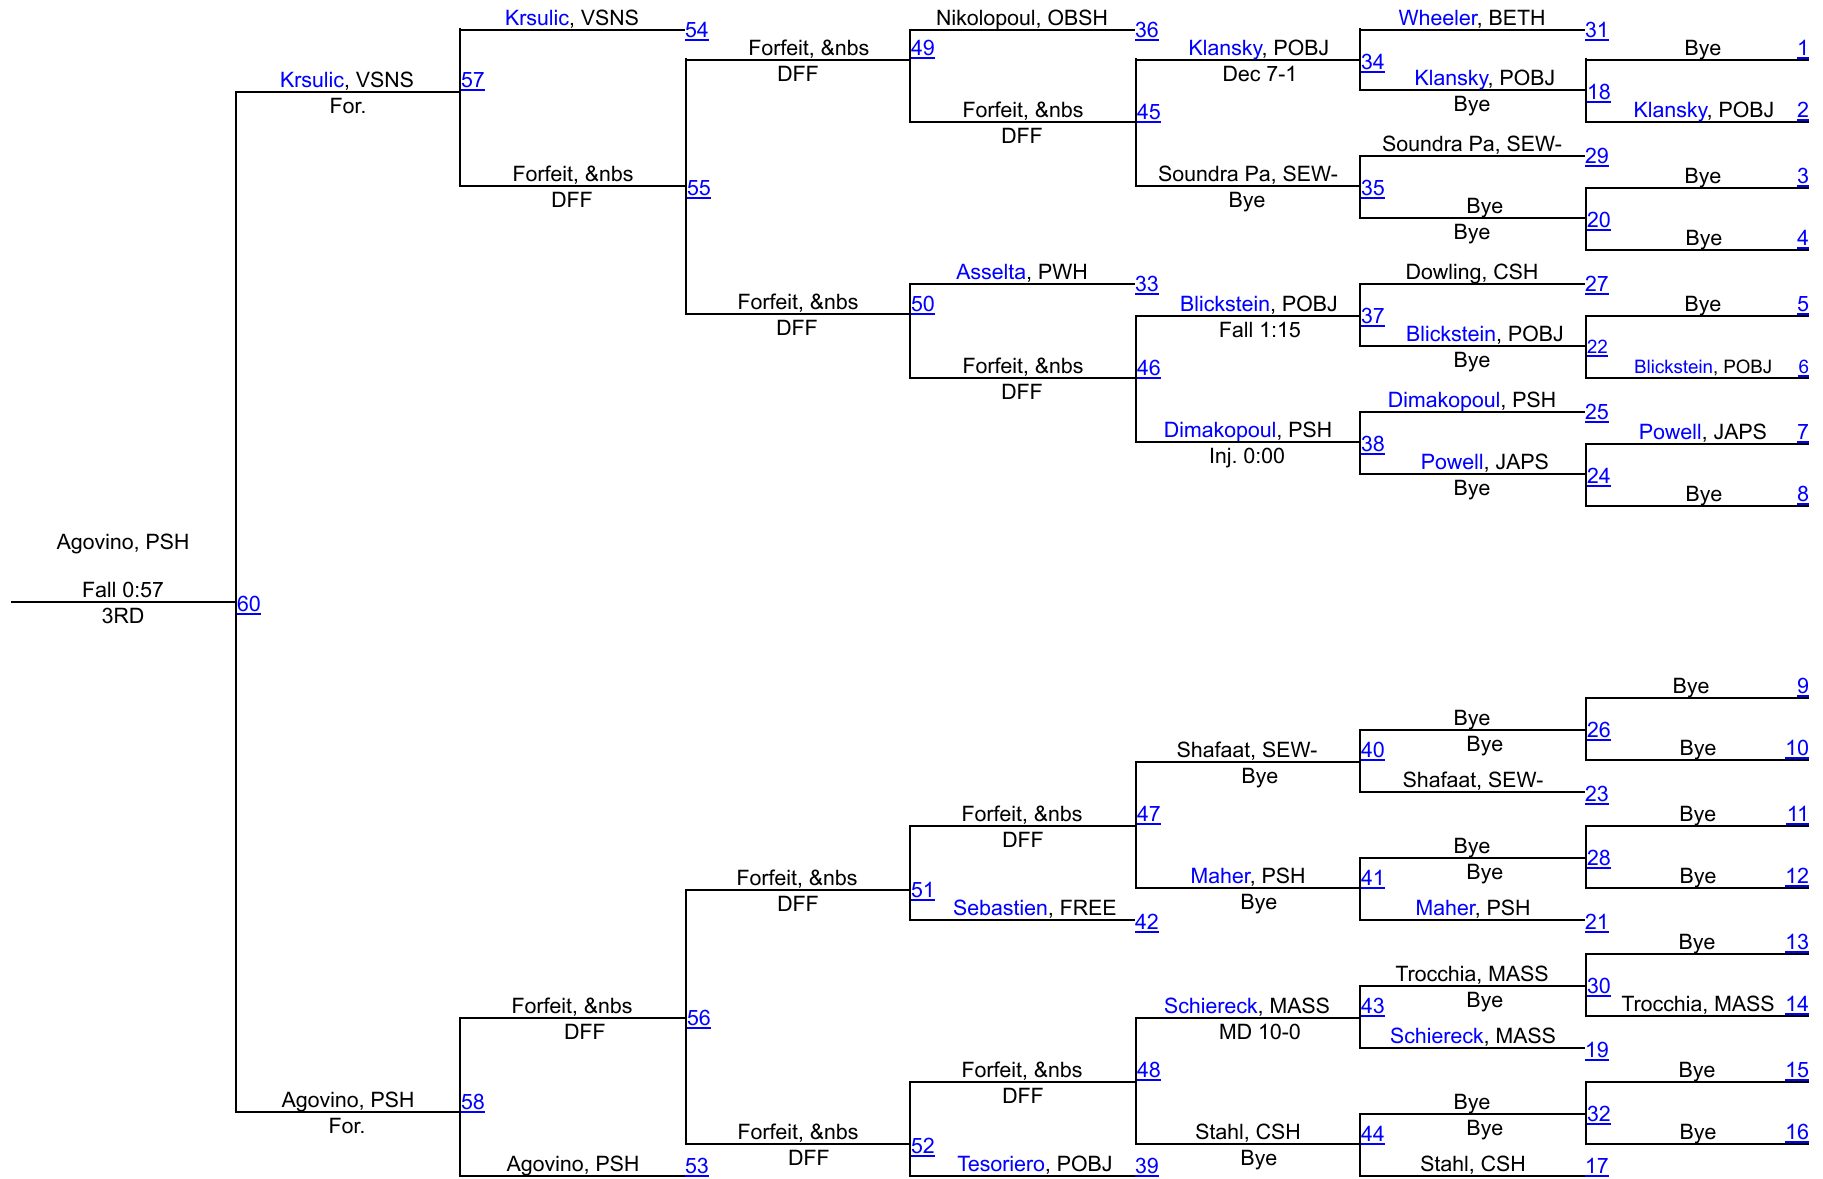 Krsulic, VSNS
54
Nikolopoul, OBSH
36
Wheeler, BETH
31
Forfeit, &nbs
49
Klansky, POBJ
Bye
1
DFF
Dec 7-1
34
Krsulic, VSNS
57
Klansky, POBJ
18
For.
Bye
Forfeit, &nbs
45
Klansky, POBJ
2
DFF
Soundra Pa, SEW-
29
Forfeit, &nbs
55
Soundra Pa, SEW-
35
Bye
3
DFF
Bye
Bye
20
Bye
Bye
4
Asselta, PWH
33
Dowling, CSH
27
Forfeit, &nbs
50
Blickstein, POBJ
37
Bye
5
DFF
Fall 1:15
Blickstein, POBJ
22
Bye
Forfeit, &nbs
46
Blickstein, POBJ
6
DFF
Dimakopoul, PSH
25
Dimakopoul, PSH
38
Powell, JAPS
7
Inj. 0:00
Powell, JAPS
24
Bye
Bye
8
Agovino, PSH
Fall 0:57
60
3RD
Bye
9
Bye
26
Shafaat, SEW-
40
Bye
Bye
10
Bye
Shafaat, SEW-
23
Forfeit, &nbs
47
Bye
11
DFF
Bye
28
Forfeit, &nbs
51
Maher, PSH
41
Bye
Bye
12
DFF
Bye
Sebastien, FREE
42
Maher, PSH
21
Bye
13
Trocchia, MASS
30
Forfeit, &nbs
56
Schiereck, MASS
43
Bye
Trocchia, MASS
14
DFF
MD 10-0
Schiereck, MASS
19
Forfeit, &nbs
48
Bye
15
DFF
Agovino, PSH
58
Bye
32
For.
Forfeit, &nbs
52
Stahl, CSH
44
Bye
Bye
16
DFF
Bye
Agovino, PSH
53
Tesoriero, POBJ
39
Stahl, CSH
17